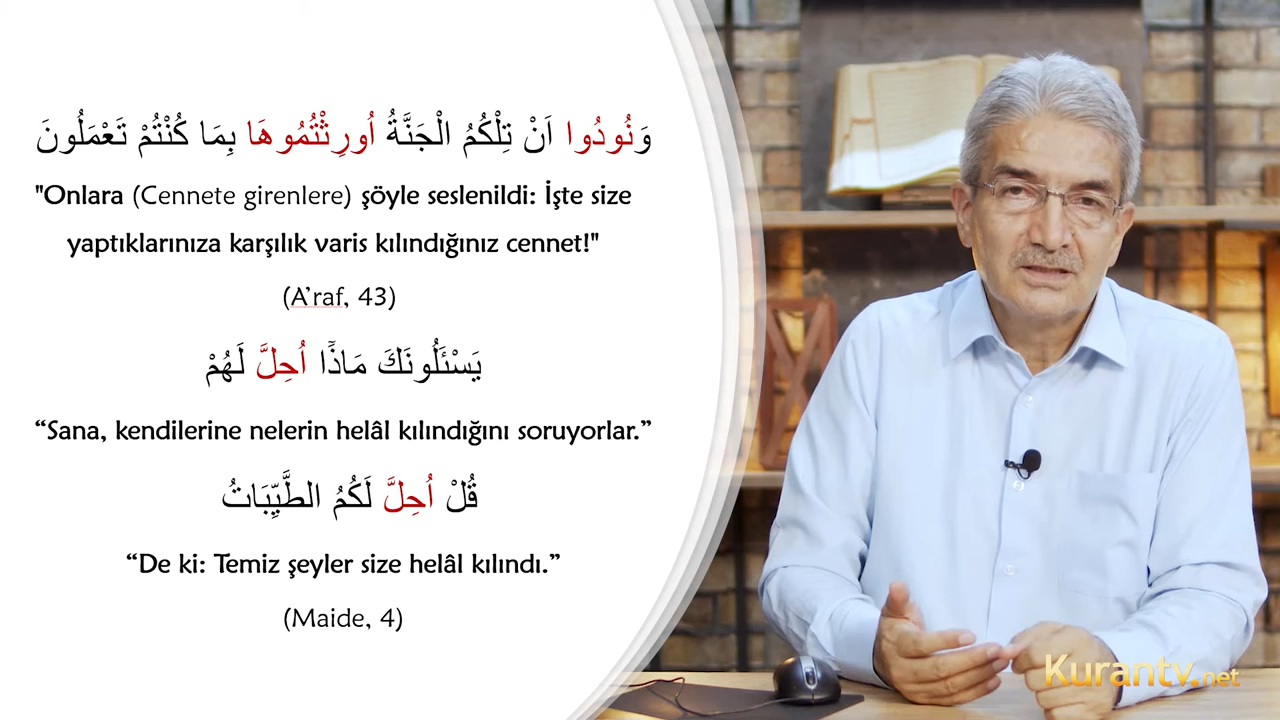 وَنُودُوا اَنْ تِلْكُمُ الْجَنَّةُ اُورِثْتُمُوهَا بِمَا كُنْتُمْ تَعْمَلُونَ
"Onlara (Cennete girenlere) şöyle seslenildi: İşte size
yaptıklarınıza karşılık varis kılındığınız cennet!"
(A’raf, 43)
يَسْئَلُونَكَ مَاذَٓا اُحِلَّ لَهُمْ
“Sana, kendilerine nelerin helâl kılındığını soruyorlar.”
قُلْ اُحِلَّ لَكُمُ الطَّيِّبَاتُ
“De ki: Temiz şeyler size helâl kılındı.”
(Maide, 4)
Kurantv.net